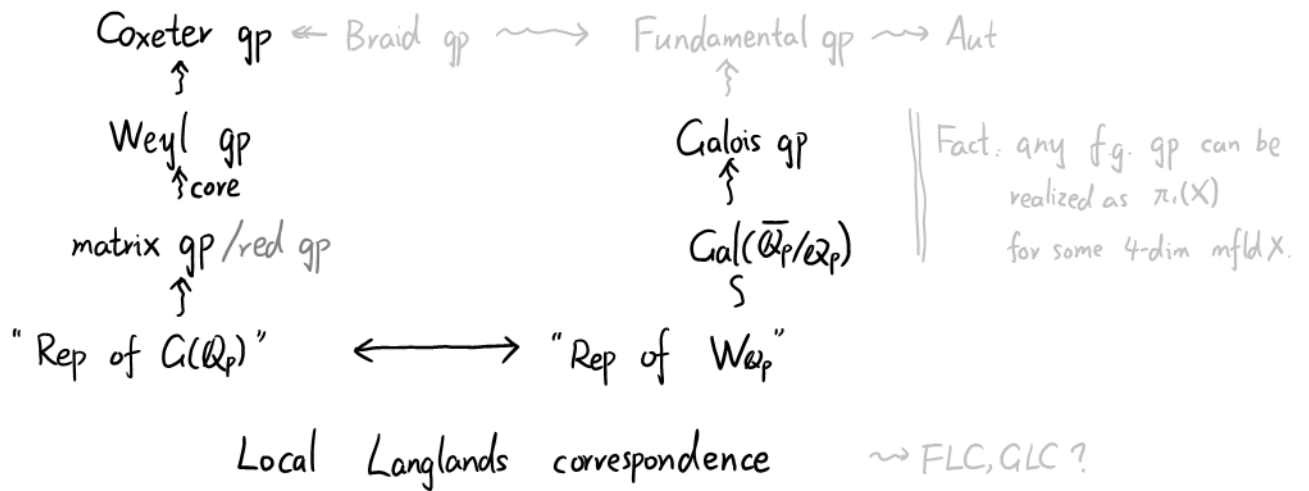 Coxeter gp ↞ Braid gp ⇝ Fundamental gp ⇝ Aut
Weyl gp
Galois gp
Fact. any f.g. gp can be
core
realized as π₁(X)
matrix gp/red gp
Gal(Q̅p/Qp)
for some 4-dim mfld X.
"Rep of G(Qp)" ⟷ "Rep of WQp"
Local Langlands correspondence ⇝ FLC, GLC ?